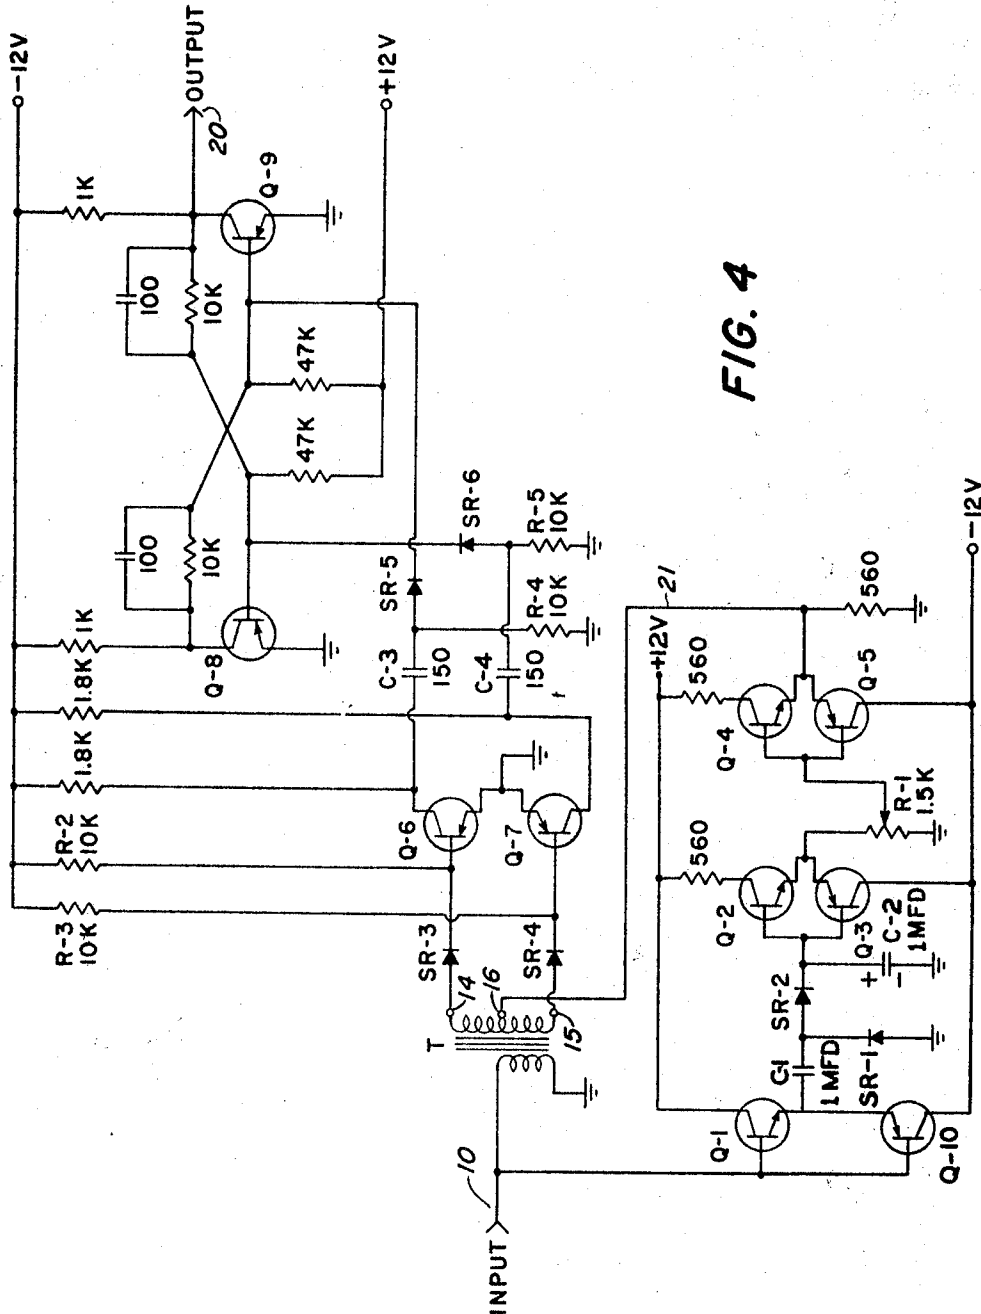 -12V
1K
OUTPUT
20
Q-9
+12V
100
10K
47K
47K
100
10K
1K
Q-8
1.8K
1.8K
R-2
10K
R-3
10K
SR-6
SR-5
R-5
10K
R-4
10K
C-3
150
C-4
150
Q-6
Q-7
SR-3
SR-4
14
16
15
T
21
INPUT
10
+12V
560
560
560
Q-4
Q-5
R-1
1.5K
Q-2
Q-3
C-2
1MFD
+
-
SR-2
C-1
1MFD
SR-1
Q-1
Q-10
-12V
FIG. 4